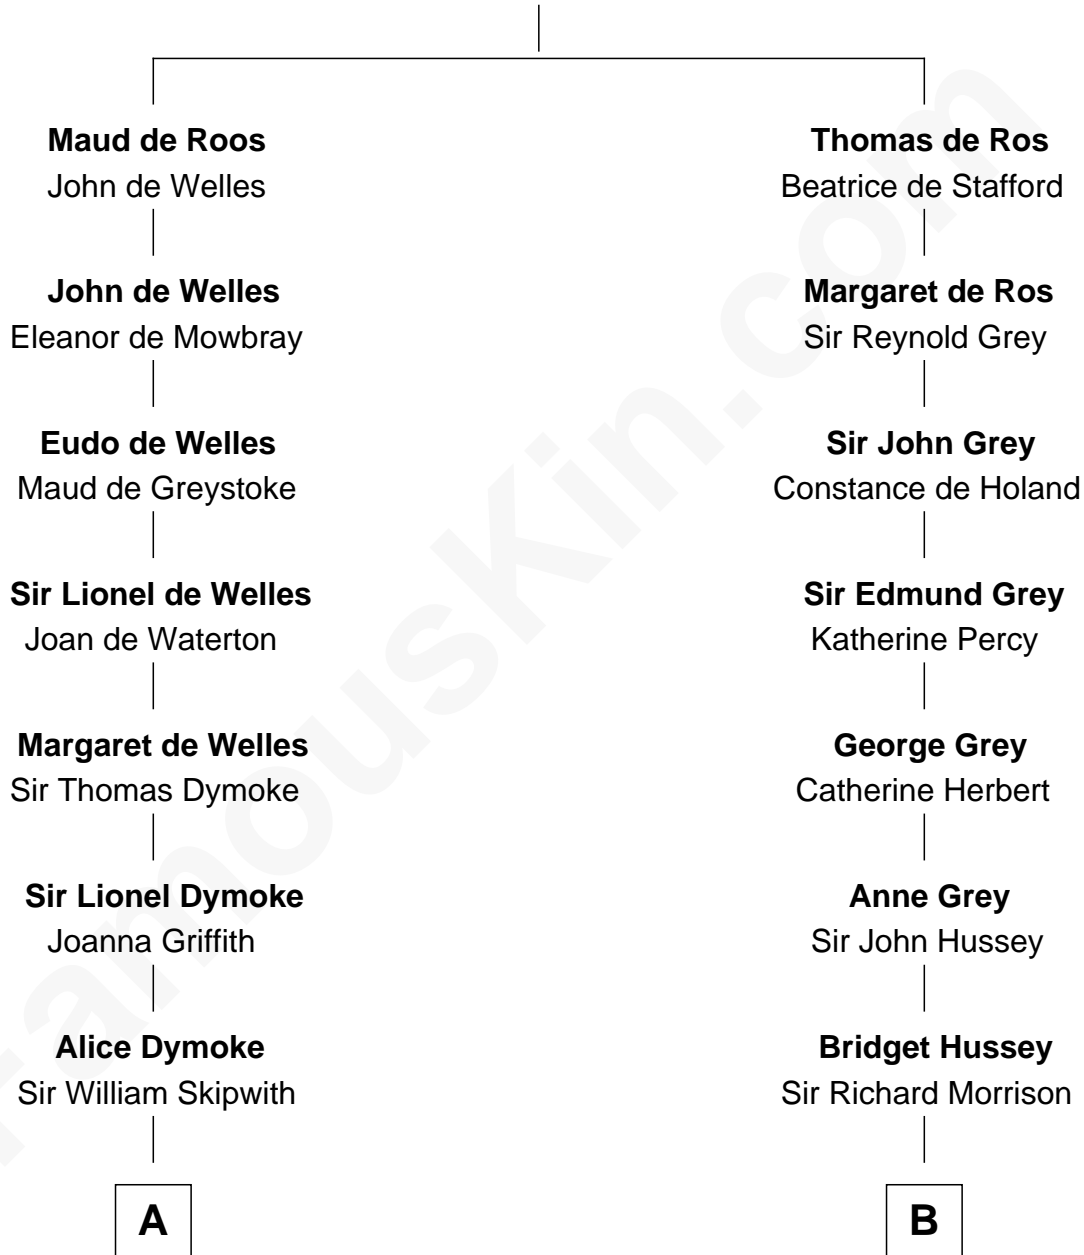 Maud de Roos
John de Welles
John de Welles
Eleanor de Mowbray
Eudo de Welles
Maud de Greystoke
Sir Lionel de Welles
Joan de Waterton
Margaret de Welles
Sir Thomas Dymoke
Sir Lionel Dymoke
Joanna Griffith
Alice Dymoke
Sir William Skipwith
A
Thomas de Ros
Beatrice de Stafford
Margaret de Ros
Sir Reynold Grey
Sir John Grey
Constance de Holand
Sir Edmund Grey
Katherine Percy
George Grey
Catherine Herbert
Anne Grey
Sir John Hussey
Bridget Hussey
Sir Richard Morrison
B
FamousKin.com